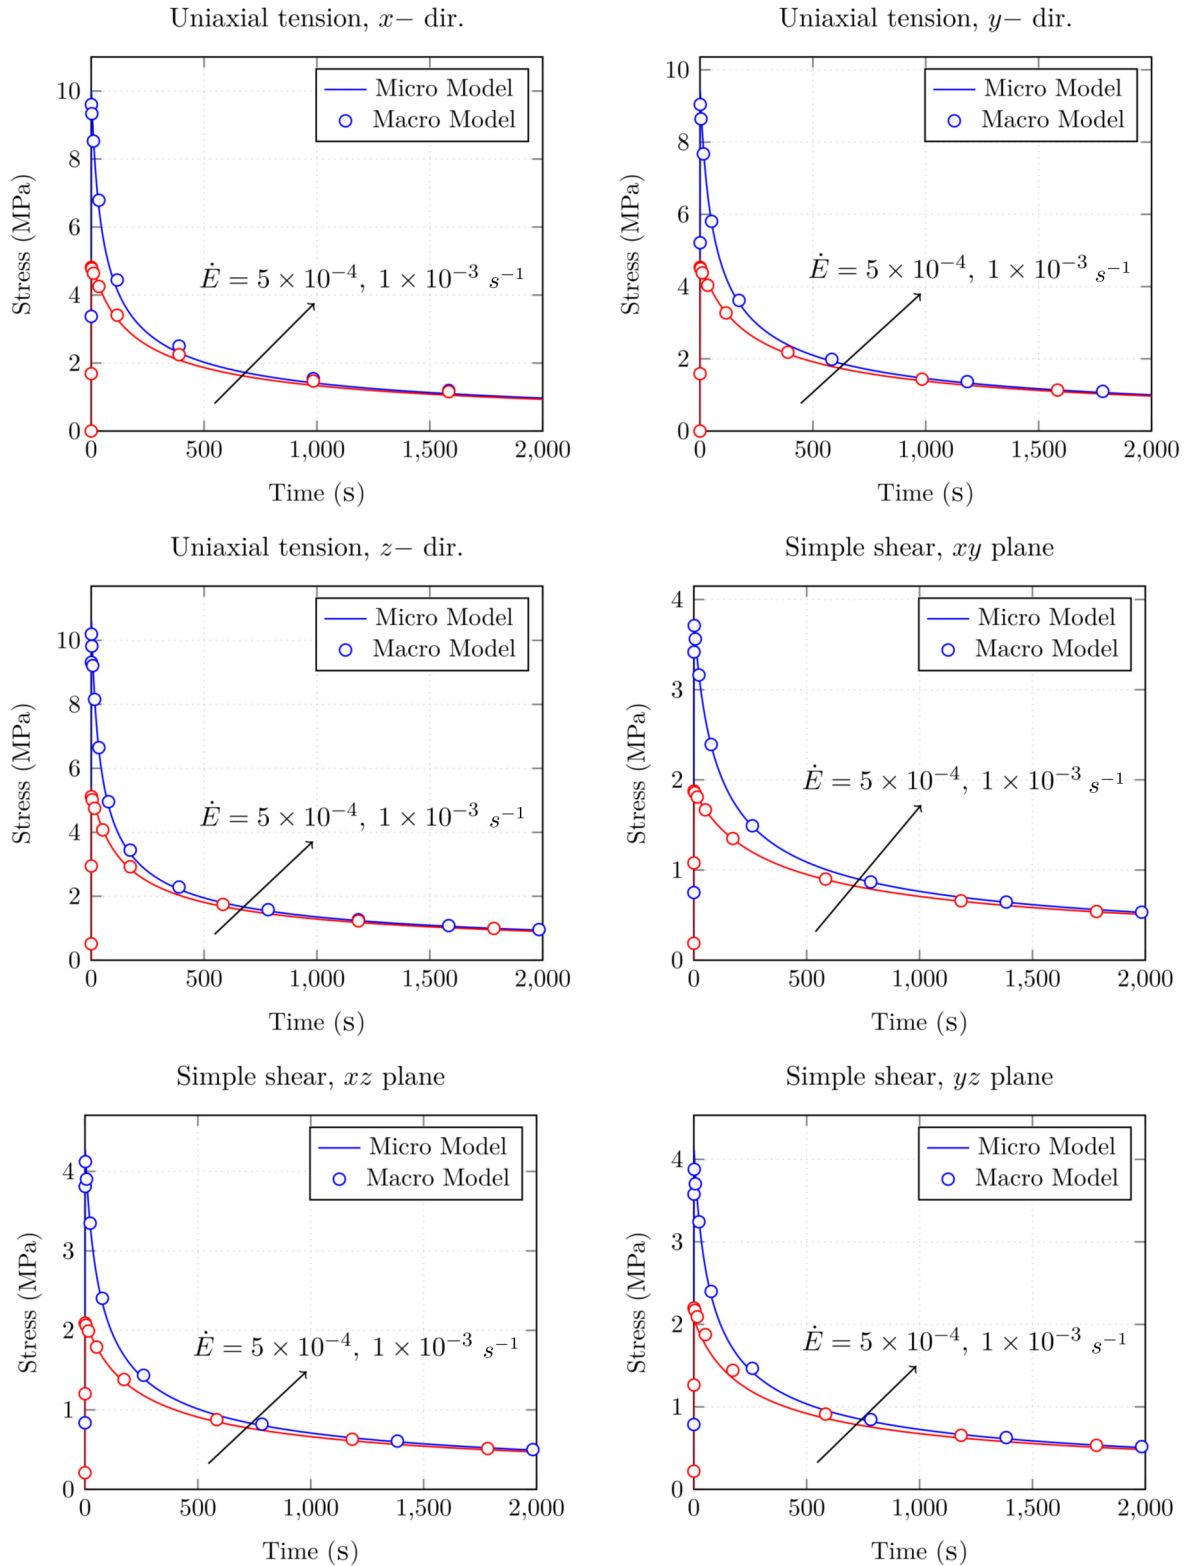 Uniaxial tension, x− dir.
10
8
6
4
2
0
Stress (MPa)
Micro Model
Macro Model
Ė = 5 × 10⁻⁴, 1 × 10⁻³ s⁻¹
0 500 1,000 1,500 2,000
Time (s)
Uniaxial tension, y− dir.
10
8
6
4
2
0
Stress (MPa)
Micro Model
Macro Model
Ė = 5 × 10⁻⁴, 1 × 10⁻³ s⁻¹
0 500 1,000 1,500 2,000
Time (s)
Uniaxial tension, z− dir.
10
8
6
4
2
0
Stress (MPa)
Micro Model
Macro Model
Ė = 5 × 10⁻⁴, 1 × 10⁻³ s⁻¹
0 500 1,000 1,500 2,000
Time (s)
Simple shear, xy plane
4
3
2
1
0
Stress (MPa)
Micro Model
Macro Model
Ė = 5 × 10⁻⁴, 1 × 10⁻³ s⁻¹
0 500 1,000 1,500 2,000
Time (s)
Simple shear, xz plane
4
3
2
1
0
Stress (MPa)
Micro Model
Macro Model
Ė = 5 × 10⁻⁴, 1 × 10⁻³ s⁻¹
0 500 1,000 1,500 2,000
Time (s)
Simple shear, yz plane
4
3
2
1
0
Stress (MPa)
Micro Model
Macro Model
Ė = 5 × 10⁻⁴, 1 × 10⁻³ s⁻¹
0 500 1,000 1,500 2,000
Time (s)